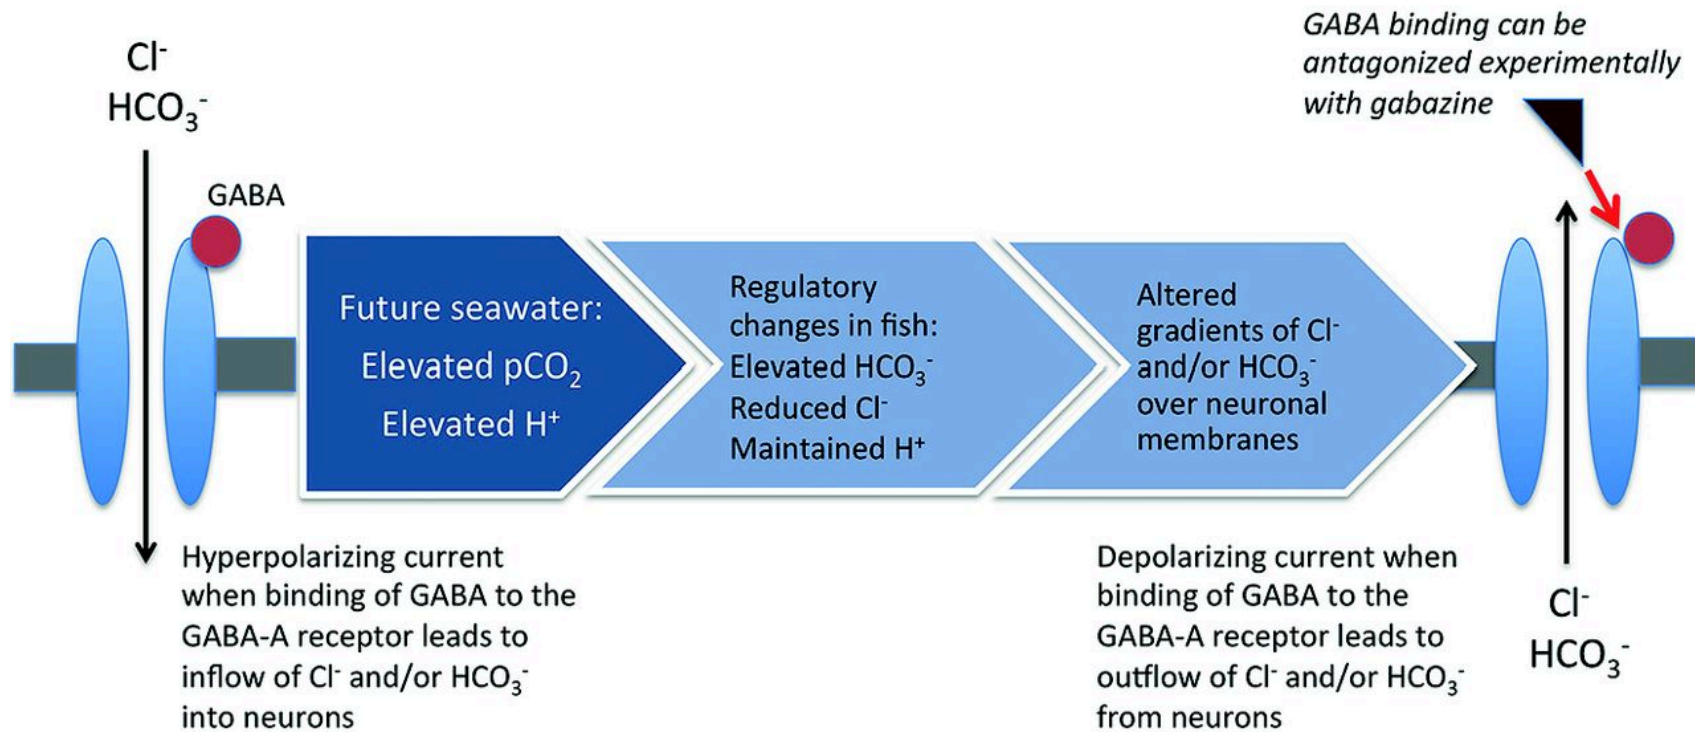 Cl⁻
HCO₃⁻
GABA
Hyperpolarizing current
when binding of GABA to the
GABA-A receptor leads to
inflow of Cl⁻ and/or HCO₃⁻
into neurons
Future seawater:
Elevated pCO₂
Elevated H⁺
Regulatory
changes in fish:
Elevated HCO₃⁻
Reduced Cl⁻
Maintained H⁺
Altered
gradients of Cl⁻
and/or HCO₃⁻
over neuronal
membranes
GABA binding can be
antagonized experimentally
with gabazine
Depolarizing current when
binding of GABA to the
GABA-A receptor leads to
outflow of Cl⁻ and/or HCO₃⁻
from neurons
Cl⁻
HCO₃⁻